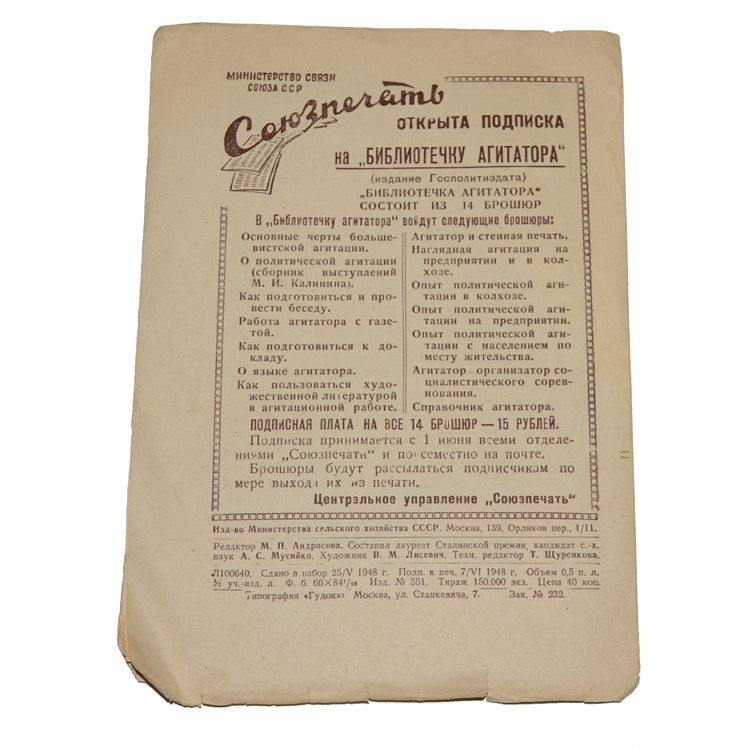 МИНИСТЕРСТВО СВЯЗИ
СОЮЗА ССР
Союзпечать
ОТКРЫТА ПОДПИСКА
на „БИБЛИОТЕЧКУ АГИТАТОРА“
(издание Госполитиздата)
„БИБЛИОТЕЧКА АГИТАТОРА“
СОСТОИТ ИЗ 14 БРОШЮР
В „Библиотечку агитатора“ войдут следующие брошюры:
Основные черты больше-
вистской агитации.
О политической агитации
(сборник выступлений
М. И. Калинина).
Как подготовиться и про-
вести беседу.
Работа агитатора с газе-
той.
Как подготовиться к до-
кладу.
О языке агитатора.
Как пользоваться худо-
жественной литературой
в агитационной работе.
Агитатор и стенная печать.
Наглядная агитация на
предприятии и в кол-
хозе.
Опыт политической аги-
тации в колхозе.
Опыт политической аги-
тации на предприятии.
Опыт политической аги-
тации с населением по
месту жительства.
Агитатор—организатор со-
циалистического сорев-
нования.
Справочник агитатора.
ПОДПИСНАЯ ПЛАТА НА ВСЕ 14 БРОШЮР — 15 РУБЛЕЙ.
Подписка принимается с 1 июня всеми отделе-
ниями „Союзпечати“ и повсеместно на почте.
Брошюры будут рассылаться подписчикам по
мере выхода их из печати.
Центральное управление „Союзпечать“
Изд-во Министерства сельского хозяйства СССР. Москва, 139, Орликов пер., 1/11.
Редактор М. П. Андросова. Составил лауреат Сталинской премии, кандидат с.-х.
наук А. С. Мусийко. Художник В. М. Лисевич. Техн. редактор Т. Щуренкова.
Л100640. Сдано в набор 25/V 1948 г. Подп. к печ. 7/VI 1948 г. Объем 0,5 п. л.
½ уч.-изд. л. Ф. б. 60×84¹/₁₆ Изд. № 351. Тираж 150.000 экз. Цена 40 коп.
Типография «Гудок» Москва, ул. Станкевича, 7. Зак. № 232.